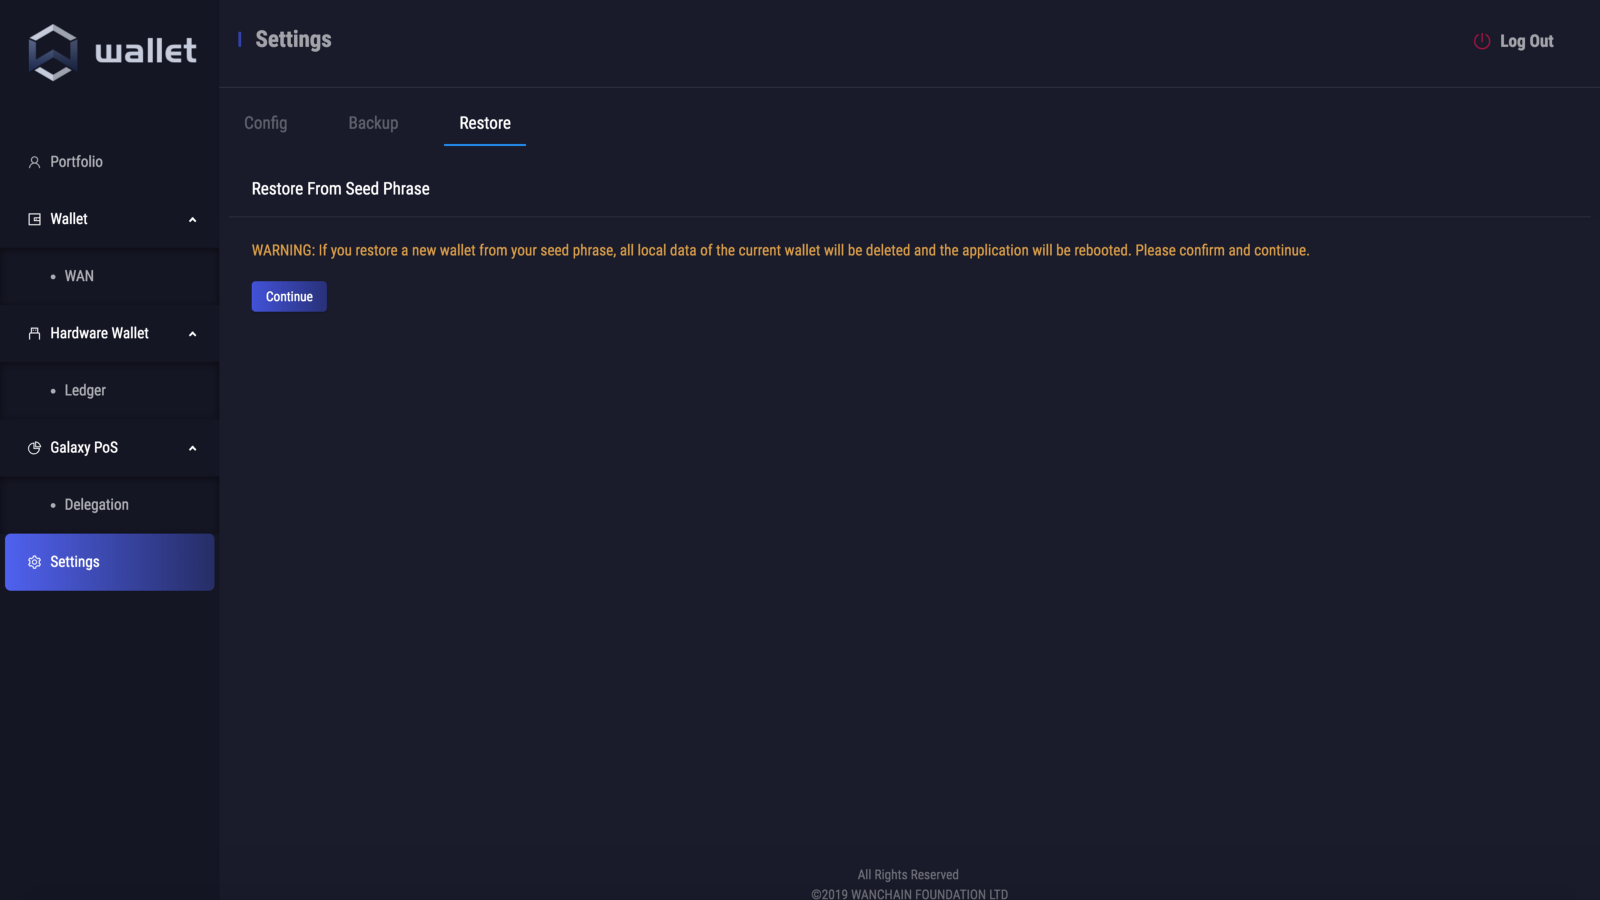 wallet
Settings
Log Out
Portfolio
Wallet
WAN
Hardware Wallet
Ledger
Galaxy PoS
Delegation
Settings
Config
Backup
Restore
Restore From Seed Phrase
WARNING: If you restore a new wallet from your seed phrase, all local data of the current wallet will be deleted and the application will be rebooted. Please confirm and continue.
Continue
All Rights Reserved
©2019 WANCHAIN FOUNDATION LTD